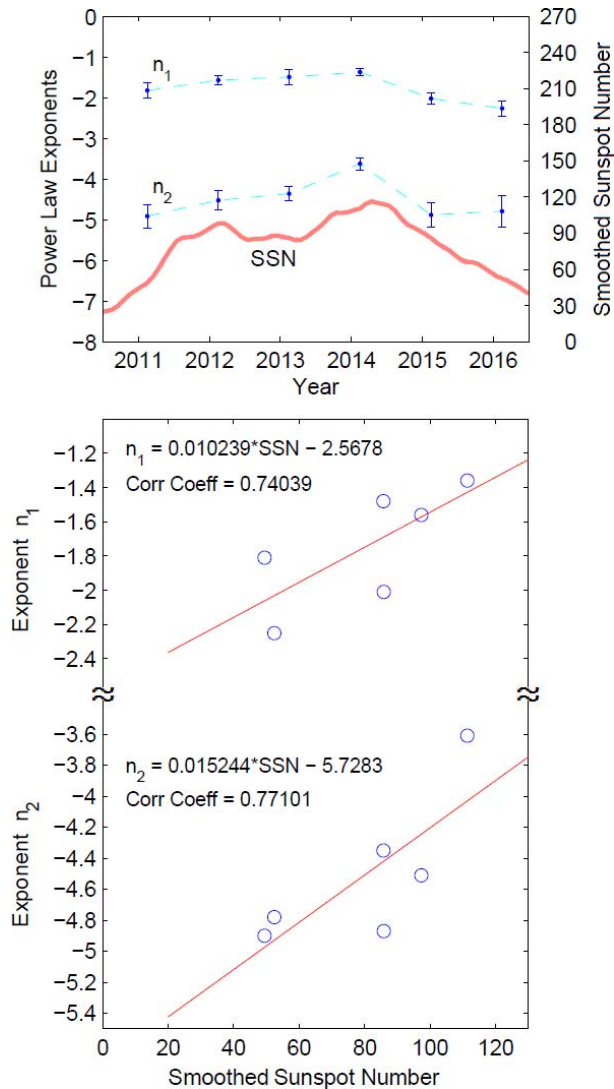 0
−1
−2
−3
−4
−5
−6
−7
−8
Power Law Exponents
270
240
210
180
150
120
90
60
30
0
Smoothed Sunspot Number
n1
n2
SSN
2011 2012 2013 2014 2015 2016
Year
n1 = 0.010239*SSN − 2.5678
Corr Coeff = 0.74039
−1.2
−1.4
−1.6
−1.8
−2
−2.2
−2.4
Exponent n1
n2 = 0.015244*SSN − 5.7283
Corr Coeff = 0.77101
−3.6
−3.8
−4
−4.2
−4.4
−4.6
−4.8
−5
−5.2
−5.4
Exponent n2
0 20 40 60 80 100 120
Smoothed Sunspot Number